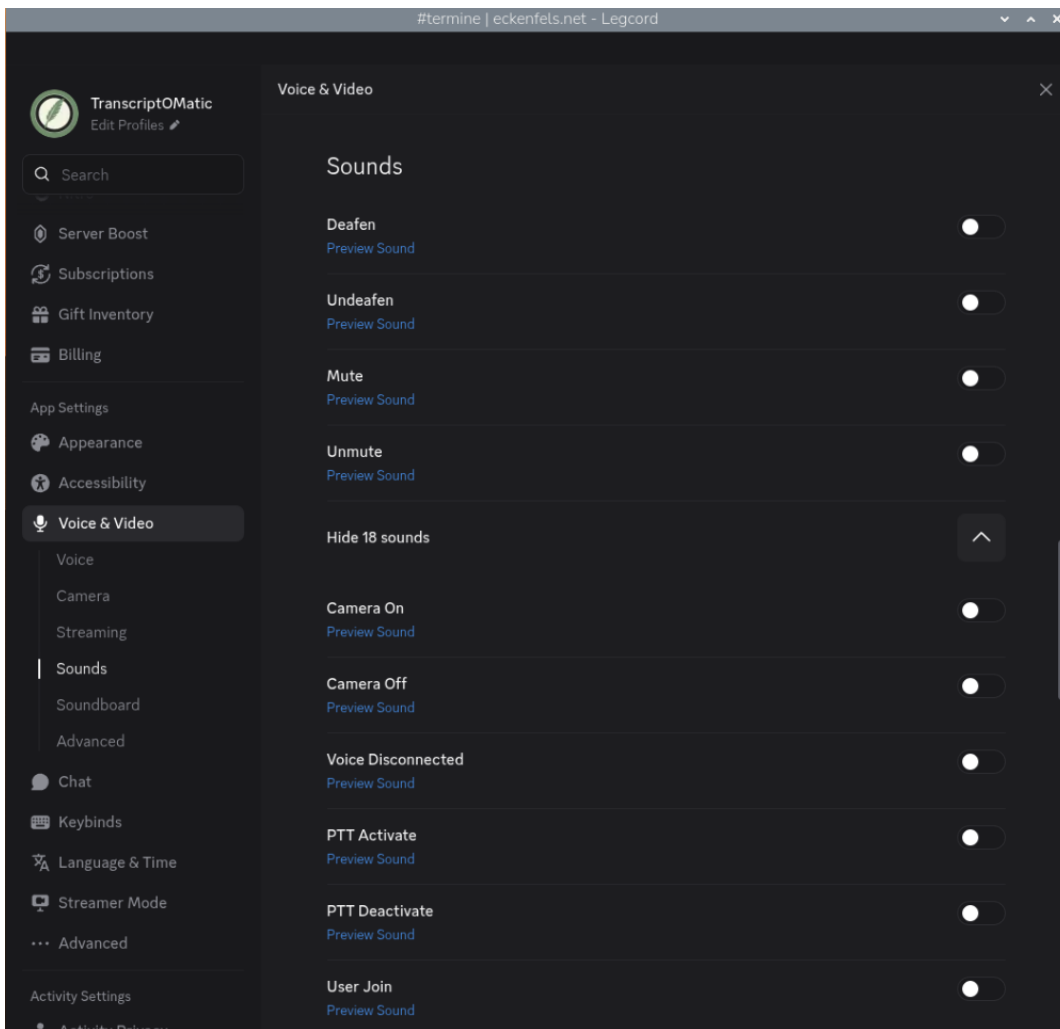 #termine | eckenfels.net - Legcord
TranscriptOMatic
Edit Profiles
Search
Server Boost
Subscriptions
Gift Inventory
Billing
App Settings
Appearance
Accessibility
Voice & Video
Voice
Camera
Streaming
Sounds
Soundboard
Advanced
Chat
Keybinds
Language & Time
Streamer Mode
Advanced
Activity Settings
Activity Privacy
Voice & Video
Sounds
Deafen
Preview Sound
Undeafen
Preview Sound
Mute
Preview Sound
Unmute
Preview Sound
Hide 18 sounds
Camera On
Preview Sound
Camera Off
Preview Sound
Voice Disconnected
Preview Sound
PTT Activate
Preview Sound
PTT Deactivate
Preview Sound
User Join
Preview Sound